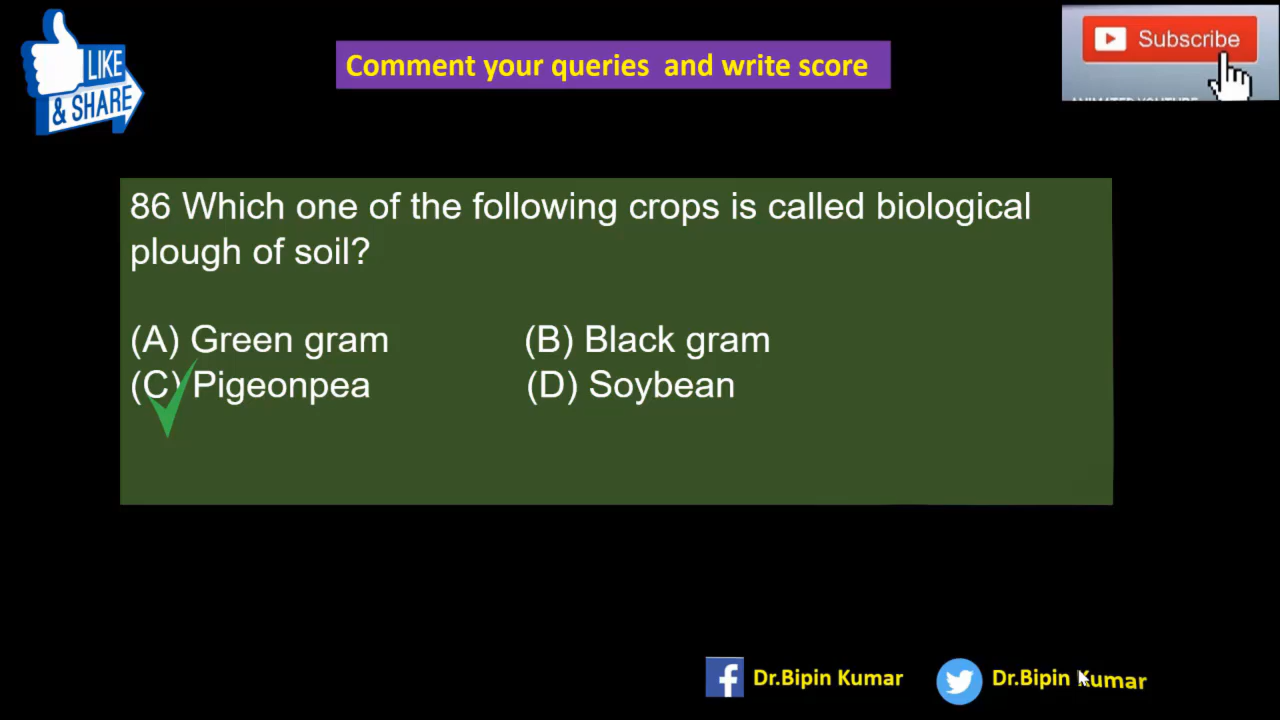 LIKE
& SHARE
Comment your queries and write score
Subscribe
86 Which one of the following crops is called biological
plough of soil?
(A) Green gram (B) Black gram
(C) Pigeonpea (D) Soybean
Dr.Bipin Kumar Dr.Bipin Kumar